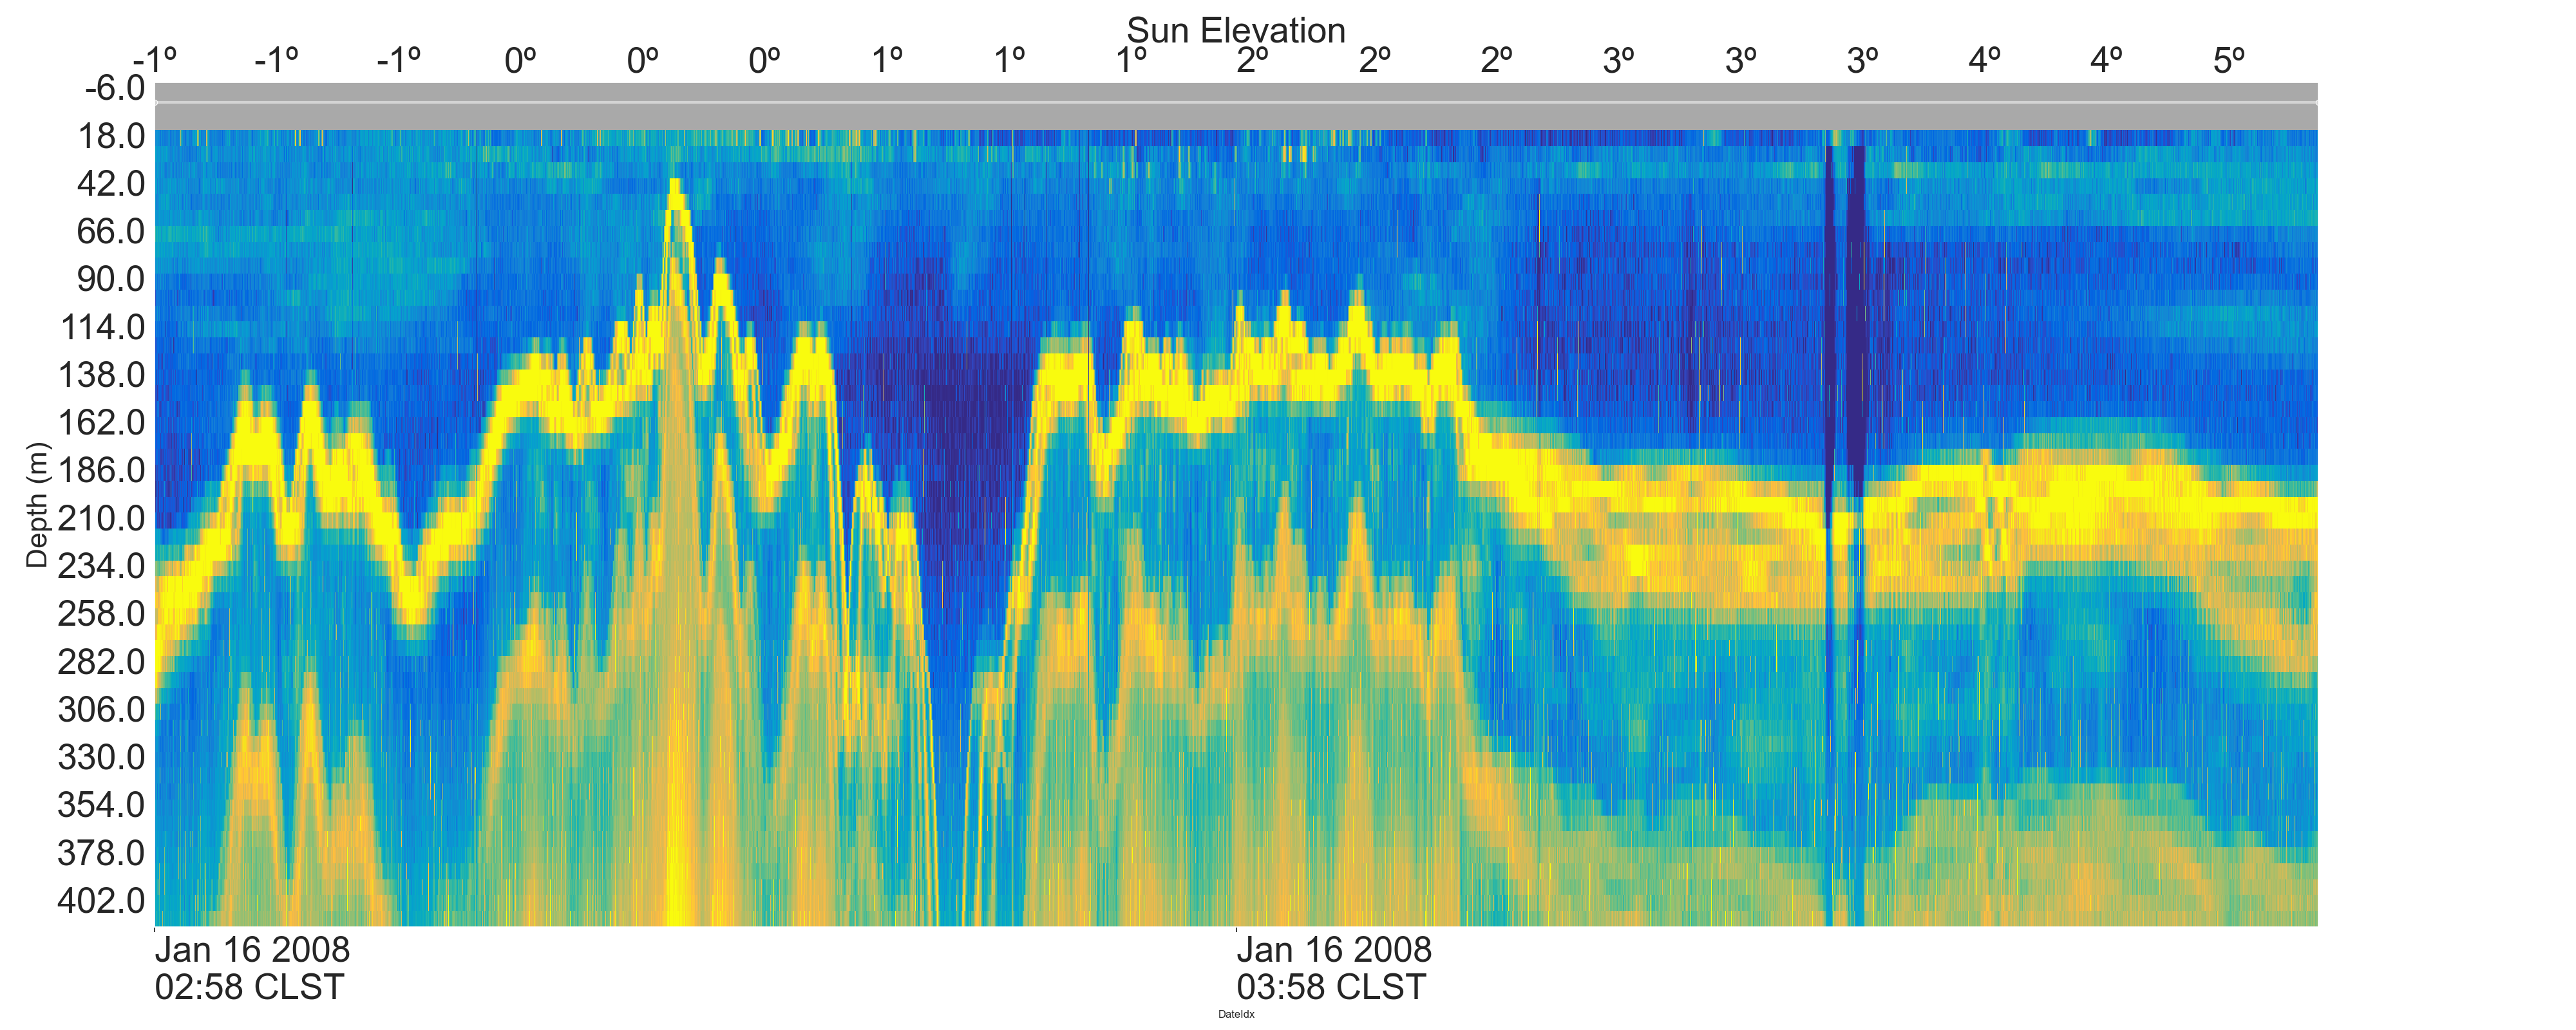 Sun Elevation
-1º -1º -1º 0º 0º 0º 1º 1º 1º 2º 2º 2º 3º 3º 3º 4º 4º 5º
-6.0
18.0
42.0
66.0
90.0
114.0
138.0
162.0
186.0
210.0
234.0
258.0
282.0
306.0
330.0
354.0
378.0
402.0
Depth (m)
Jan 16 2008
02:58 CLST
Jan 16 2008
03:58 CLST
DateIdx